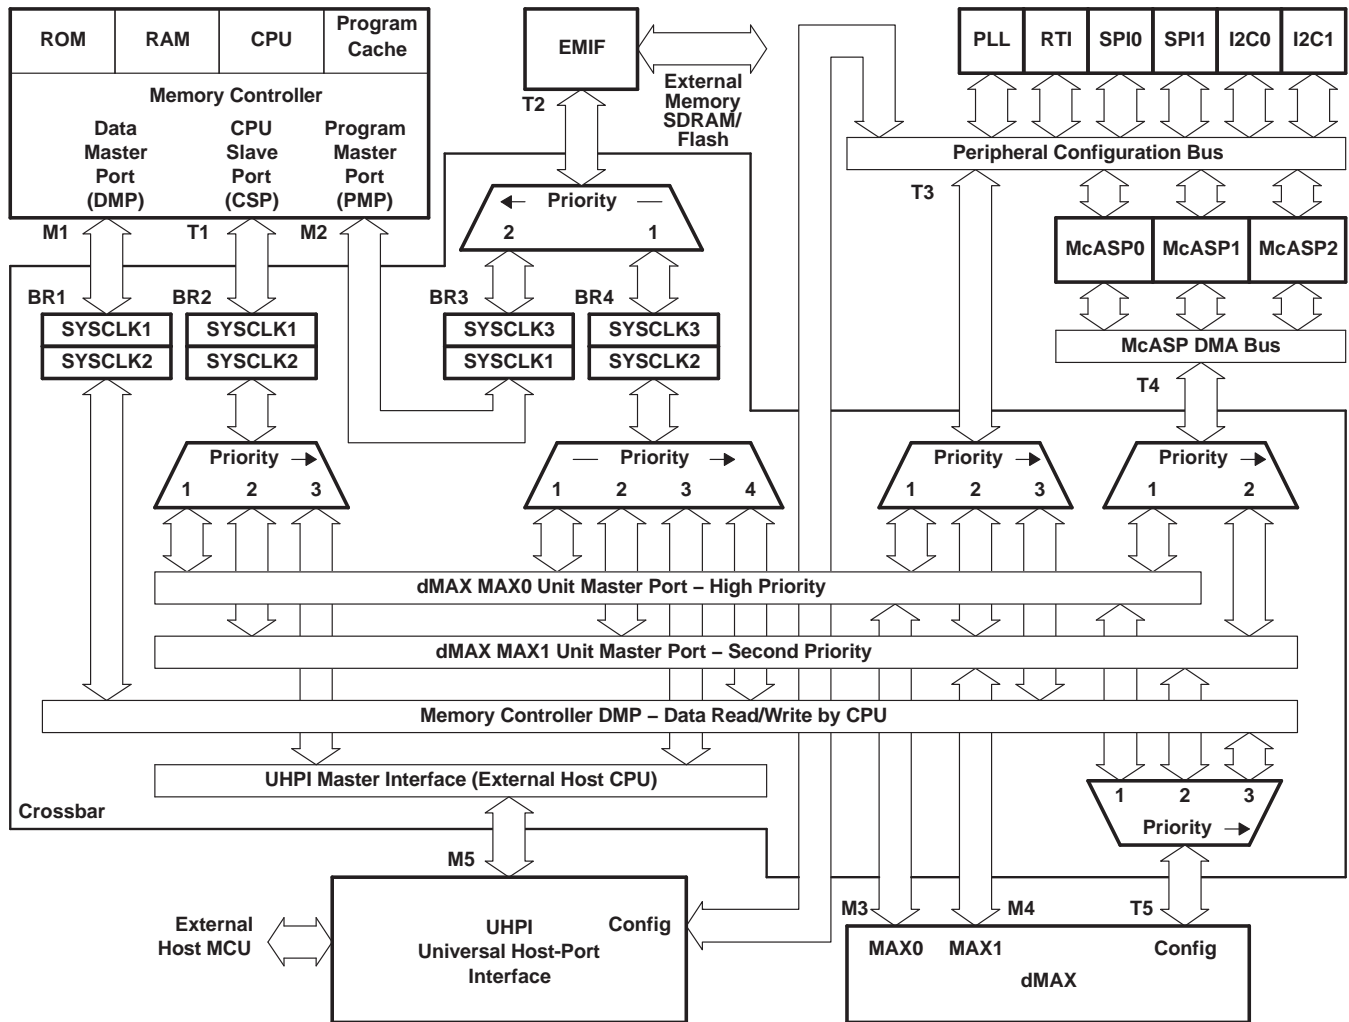 ROM
RAM
CPU
Program
Cache
Memory Controller
Data
Master
Port
(DMP)
CPU
Slave
Port
(CSP)
Program
Master
Port
(PMP)
EMIF
External
Memory
SDRAM/
Flash
T2
PLL
RTI
SPI0
SPI1
I2C0
I2C1
Peripheral Configuration Bus
T3
McASP0
McASP1
McASP2
McASP DMA Bus
T4
M1
T1
M2
Priority
2
1
BR1
BR2
BR3
BR4
SYSCLK1
SYSCLK2
SYSCLK1
SYSCLK2
SYSCLK3
SYSCLK1
SYSCLK3
SYSCLK2
Priority
1
2
3
Priority
1
2
3
4
Priority
1
2
3
Priority
1
2
dMAX MAX0 Unit Master Port – High Priority
dMAX MAX1 Unit Master Port – Second Priority
Memory Controller DMP – Data Read/Write by CPU
UHPI Master Interface (External Host CPU)
1
2
3
Priority
Crossbar
M5
M3
M4
T5
External
Host MCU
UHPI
Universal Host-Port
Interface
Config
MAX0
MAX1
Config
dMAX